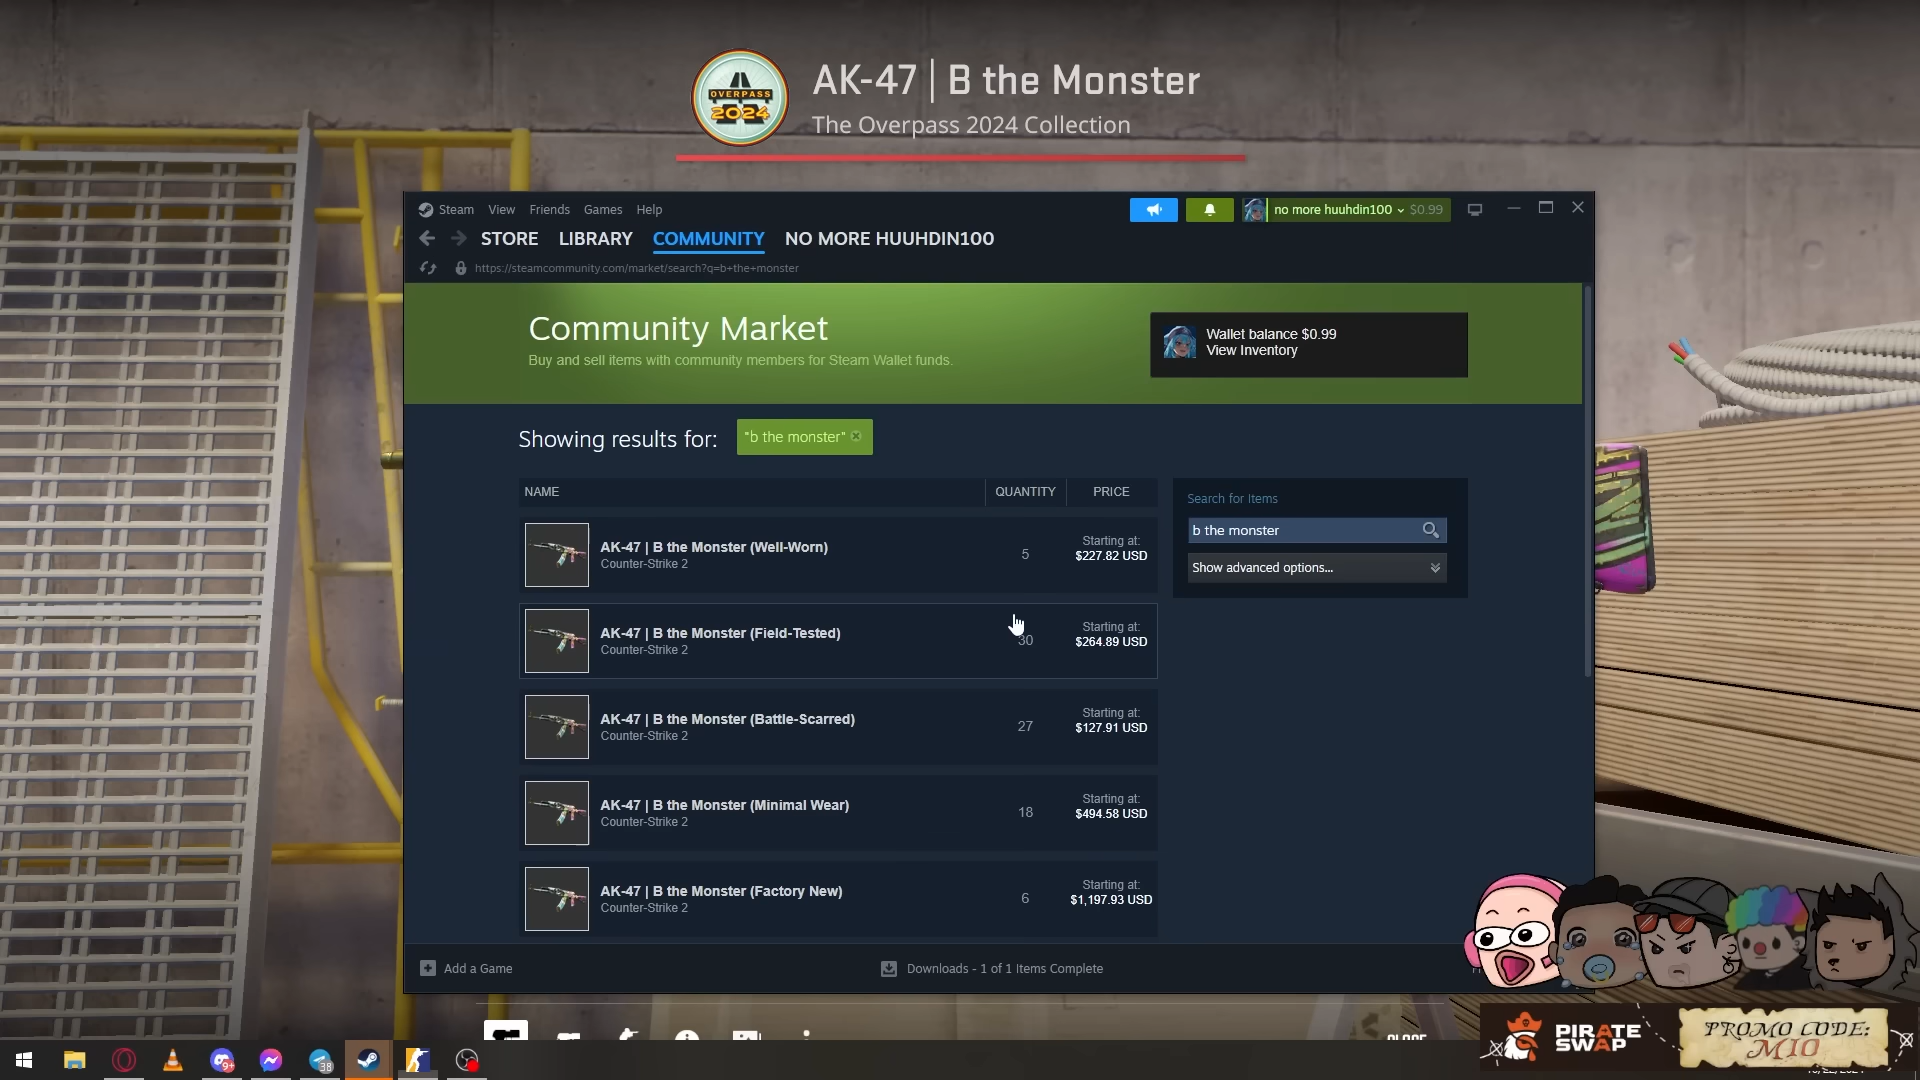 OVERPASS
2024
AK-47 | B the Monster
The Overpass 2024 Collection
Steam View Friends Games Help
no more huuhdin100 $0.99
STORE LIBRARY COMMUNITY NO MORE HUUHDIN100
https://steamcommunity.com/market/search?q=b+the+monster
Community Market
Buy and sell items with community members for Steam Wallet funds.
Wallet balance $0.99
View Inventory
Showing results for: "b the monster"
NAME QUANTITY PRICE
Search for Items
b the monster
Show advanced options...
AK-47 | B the Monster (Well-Worn)
Counter-Strike 2
5
Starting at:
$227.82 USD
AK-47 | B the Monster (Field-Tested)
Counter-Strike 2
30
Starting at:
$264.89 USD
AK-47 | B the Monster (Battle-Scarred)
Counter-Strike 2
27
Starting at:
$127.91 USD
AK-47 | B the Monster (Minimal Wear)
Counter-Strike 2
18
Starting at:
$494.58 USD
AK-47 | B the Monster (Factory New)
Counter-Strike 2
6
Starting at:
$1,197.93 USD
Add a Game
Downloads - 1 of 1 Items Complete
PIRATE
SWAP
PROMO CODE:
MIO
9+
38